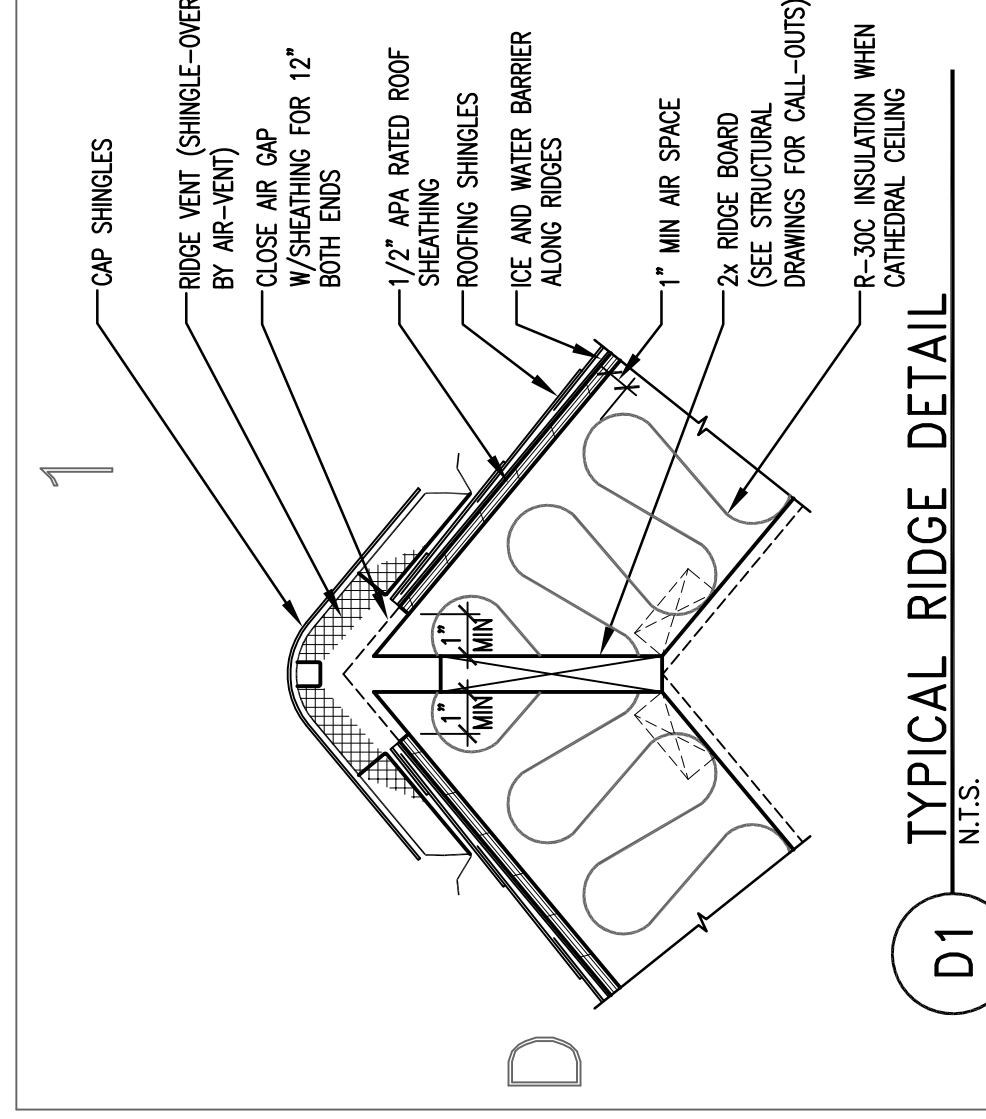 1
CAP SHINGLES
RIDGE VENT (SHINGLE-OVER
BY AIR-VENT)
CLOSE AIR GAP
W/SHEATHING FOR 12"
BOTH ENDS
1/2" APA RATED ROOF
SHEATHING
ROOFING SHINGLES
ICE AND WATER BARRIER
ALONG RIDGES
1" MIN AIR SPACE
2x RIDGE BOARD
(SEE STRUCTURAL
DRAWINGS FOR CALL-OUTS)
R-30C INSULATION WHEN
CATHEDRAL CEILING
1"
MIN
1"
MIN
D
D1
TYPICAL RIDGE DETAIL
N.T.S.